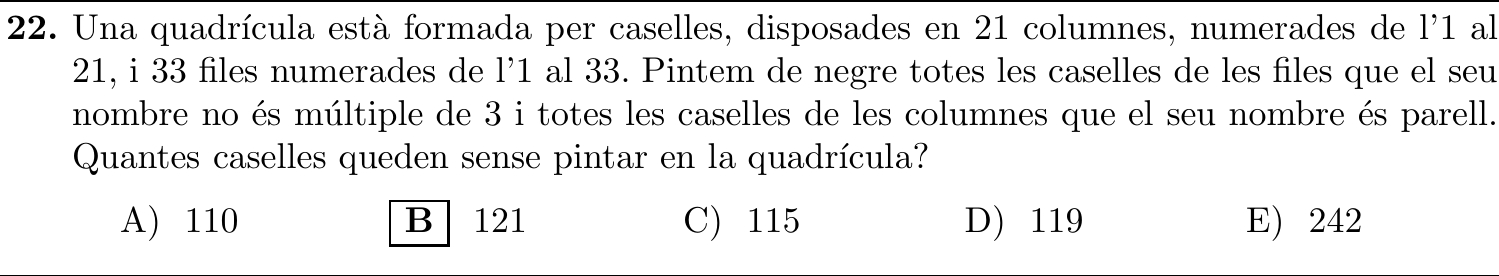 22. Una quadrícula està formada per caselles, disposades en 21 columnes, numerades de l’1 al
21, i 33 files numerades de l’1 al 33. Pintem de negre totes les caselles de les files que el seu
nombre no és múltiple de 3 i totes les caselles de les columnes que el seu nombre és parell.
Quantes caselles queden sense pintar en la quadrícula?
A) 110 B 121 C) 115 D) 119 E) 242